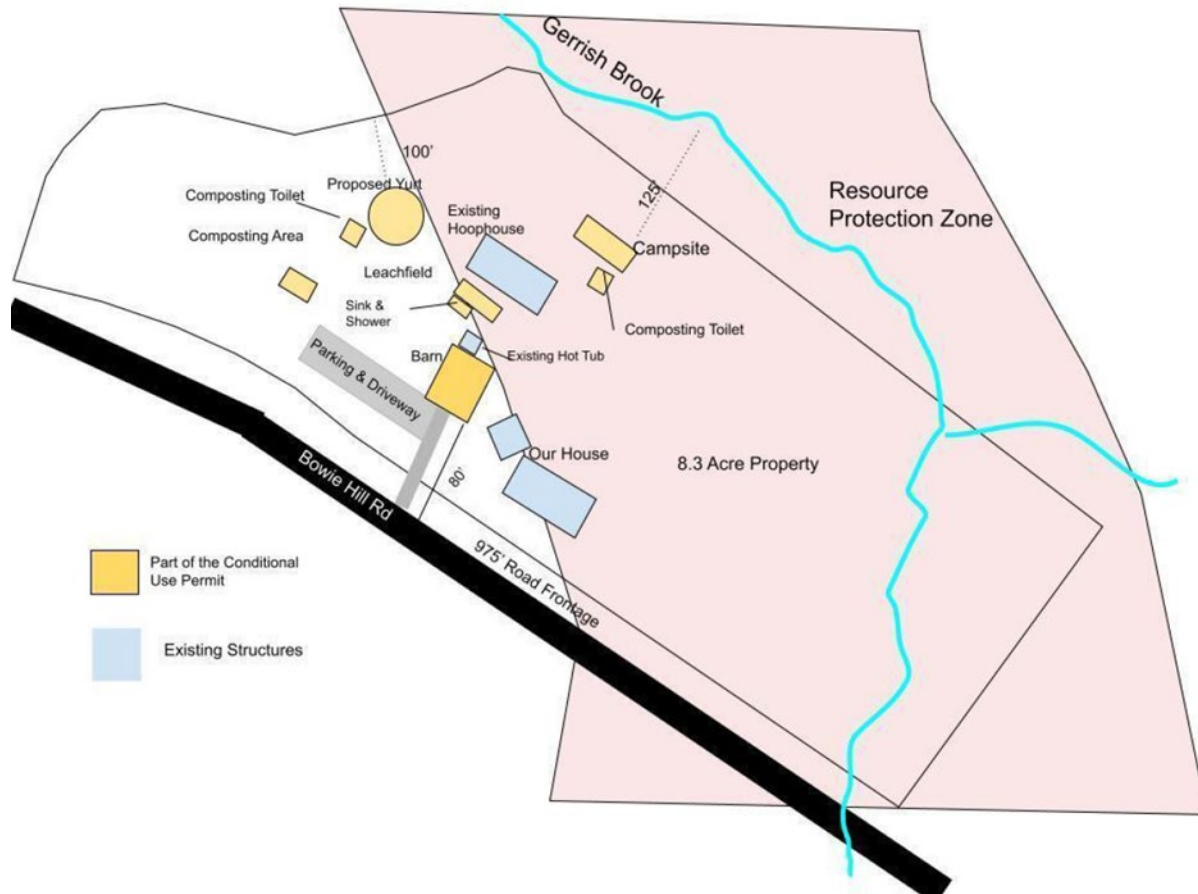 Gerrish Brook
100’
Proposed Yurt
Composting Toilet
Composting Area
125’
Resource
Protection Zone
Existing
Hoophouse
Campsite
Leachfield
Sink &
Shower
Composting Toilet
Barn
Existing Hot Tub
Parking & Driveway
Our House
80’
8.3 Acre Property
Bowie Hill Rd
975’ Road Frontage
Part of the Conditional
Use Permit
Existing Structures